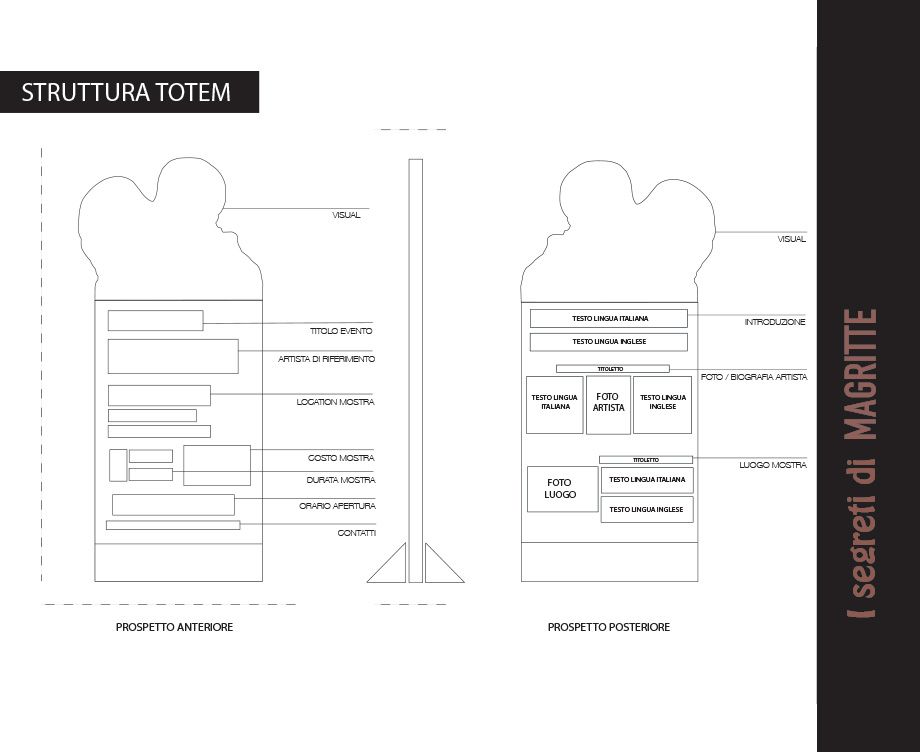 STRUTTURA TOTEM
VISUAL
TITOLO EVENTO
ARTISTA DI RIFERIMENTO
LOCATION MOSTRA
COSTO MOSTRA
DURATA MOSTRA
ORARIO APERTURA
CONTATTI
PROSPETTO ANTERIORE
VISUAL
TESTO LINGUA ITALIANA
INTRODUZIONE
TESTO LINGUA INGLESE
TITOLETTO
FOTO / BIOGRAFIA ARTISTA
TESTO LINGUA
ITALIANA
FOTO
ARTISTA
TESTO LINGUA
INGLESE
TITOLETTO
LUOGO MOSTRA
FOTO
LUOGO
TESTO LINGUA ITALIANA
TESTO LINGUA INGLESE
PROSPETTO POSTERIORE
I segreti di MAGRITTE